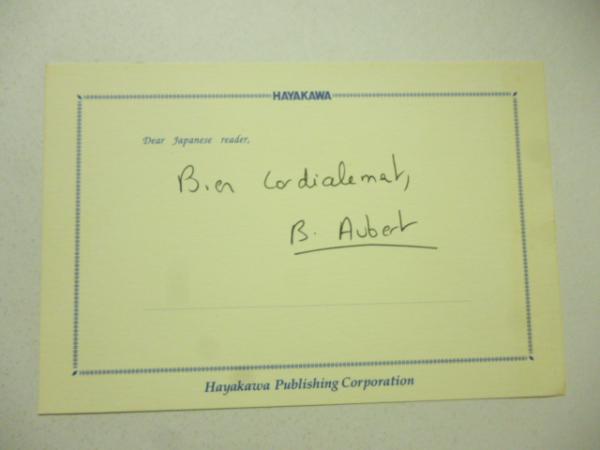 HAYAKAWA
Dear Japanese reader,
Bien Cordialement,
B. Aubert
Hayakawa Publishing Corporation